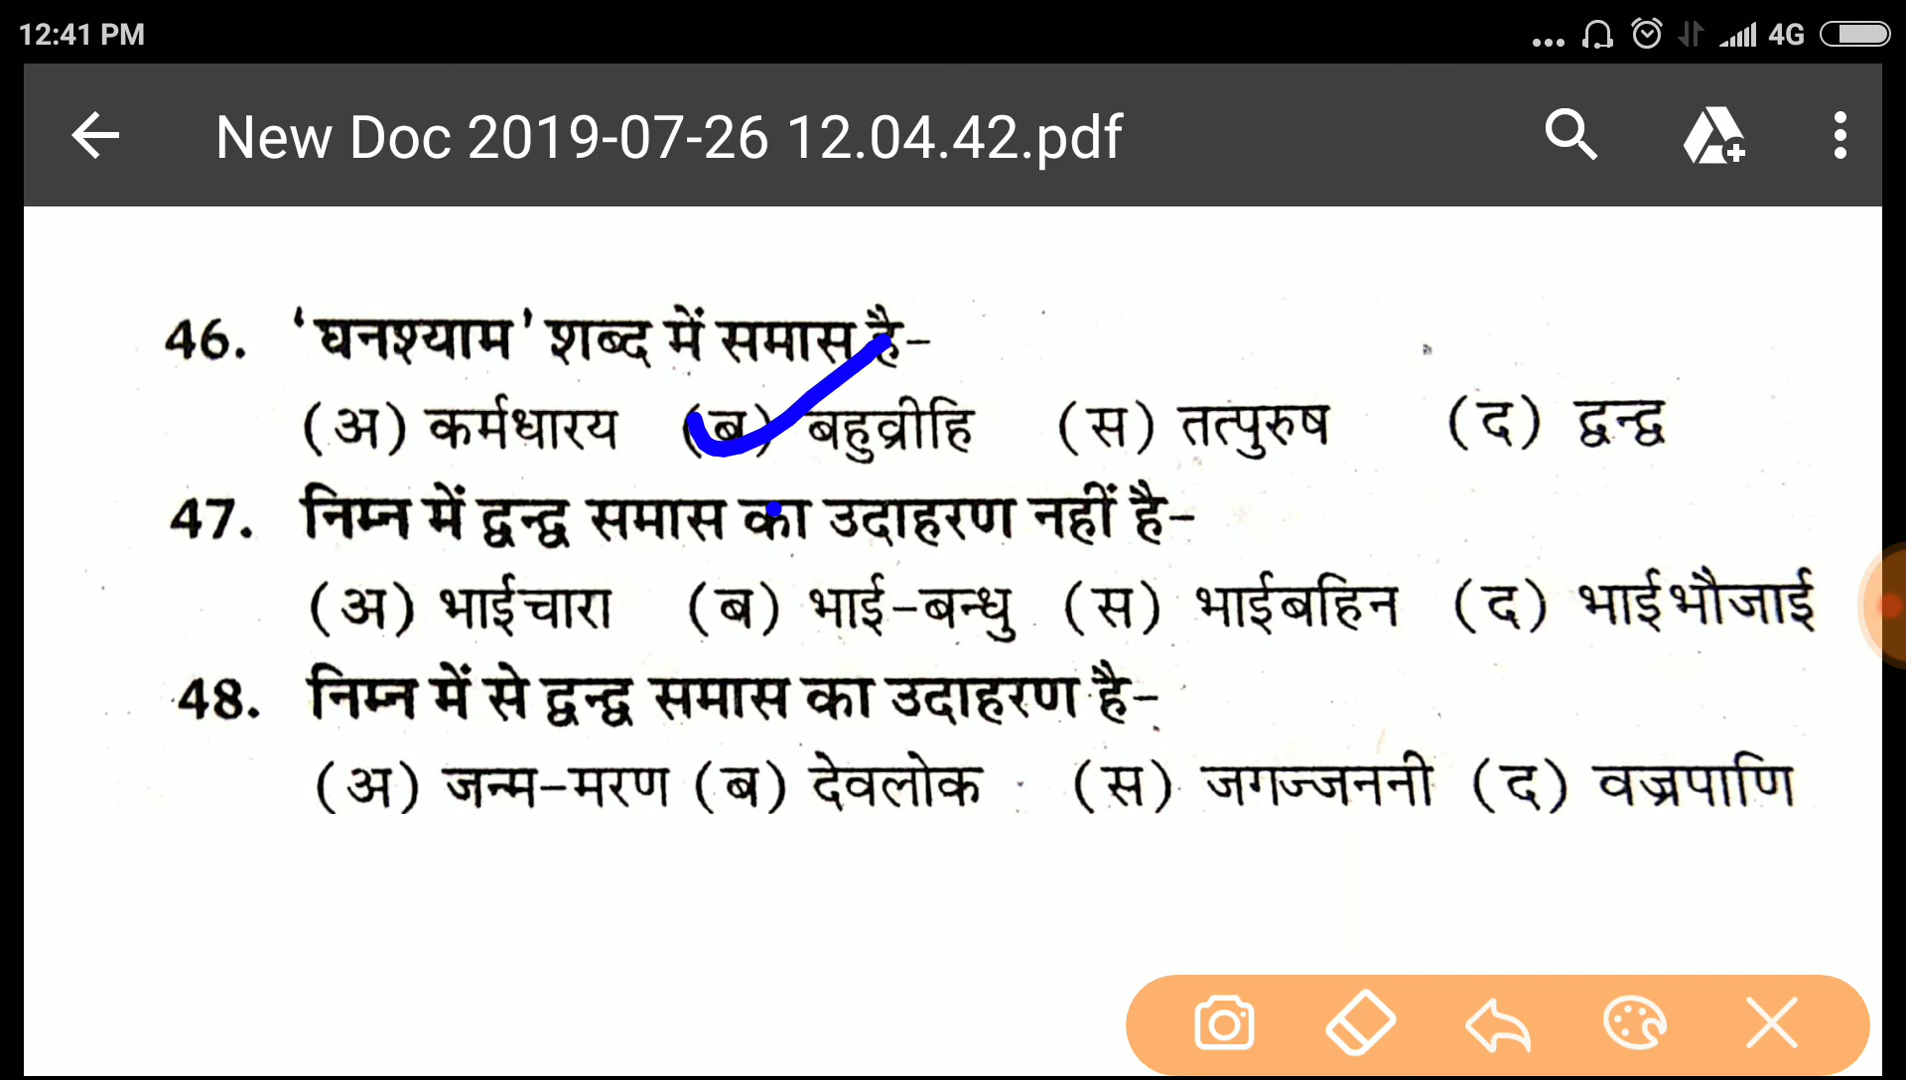 12:41 PM
... 4G
New Doc 2019-07-26 12.04.42.pdf
46. ‘घनश्याम’ शब्द में समास है-
(अ) कर्मधारय (ब) बहुव्रीहि (स) तत्पुरुष (द) द्वन्द्व
47. निम्न में द्वन्द्व समास का उदाहरण नहीं है-
(अ) भाईचारा (ब) भाई-बन्धु (स) भाईबहिन (द) भाईभौजाई
48. निम्न में से द्वन्द्व समास का उदाहरण है-
(अ) जन्म-मरण (ब) देवलोक (स) जगज्जननी (द) वज्रपाणि